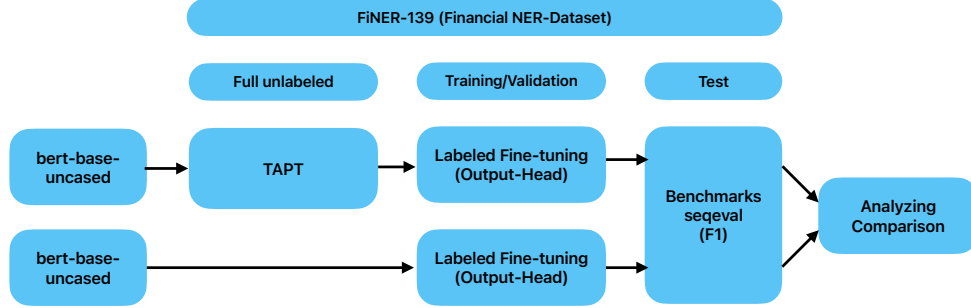 FiNER-139 (Financial NER-Dataset)
Full unlabeled
Training/Validation
Test
bert-base-
uncased
TAPT
Labeled Fine-tuning
(Output-Head)
Benchmarks
seqeval
(F1)
Analyzing
Comparison
bert-base-
uncased
Labeled Fine-tuning
(Output-Head)